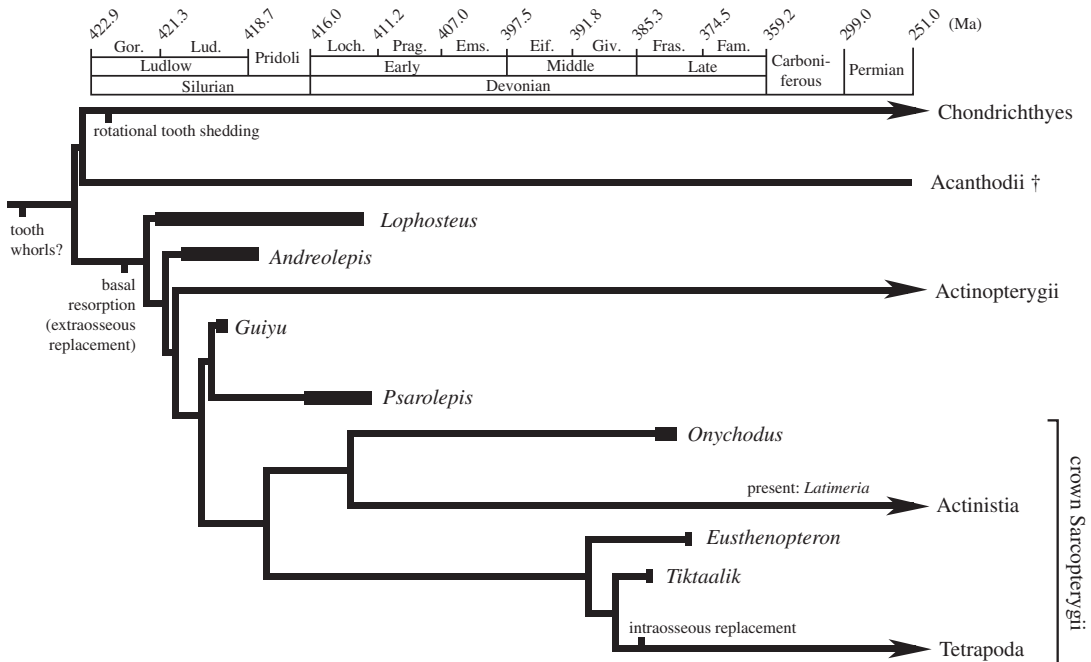 422.9 421.3 418.7 416.0 411.2 407.0 397.5 391.8 385.3 374.5 359.2 299.0 251.0 (Ma)
Gor. Lud. Pridoli Loch. Prag. Ems. Eif. Giv. Fras. Fam. Carboni-
ferous Permian
Ludlow Early Middle Late
Silurian Devonian
Chondrichthyes
rotational tooth shedding
Acanthodii †
tooth
whorls?
Lophosteus
Andreolepis
basal
resorption
(extraosseous
replacement)
Actinopterygii
Guiyu
Psarolepis
Onychodus
present: Latimeria
Actinistia
Eusthenopteron
Tiktaalik
intraosseous replacement
Tetrapoda
crown Sarcopterygii